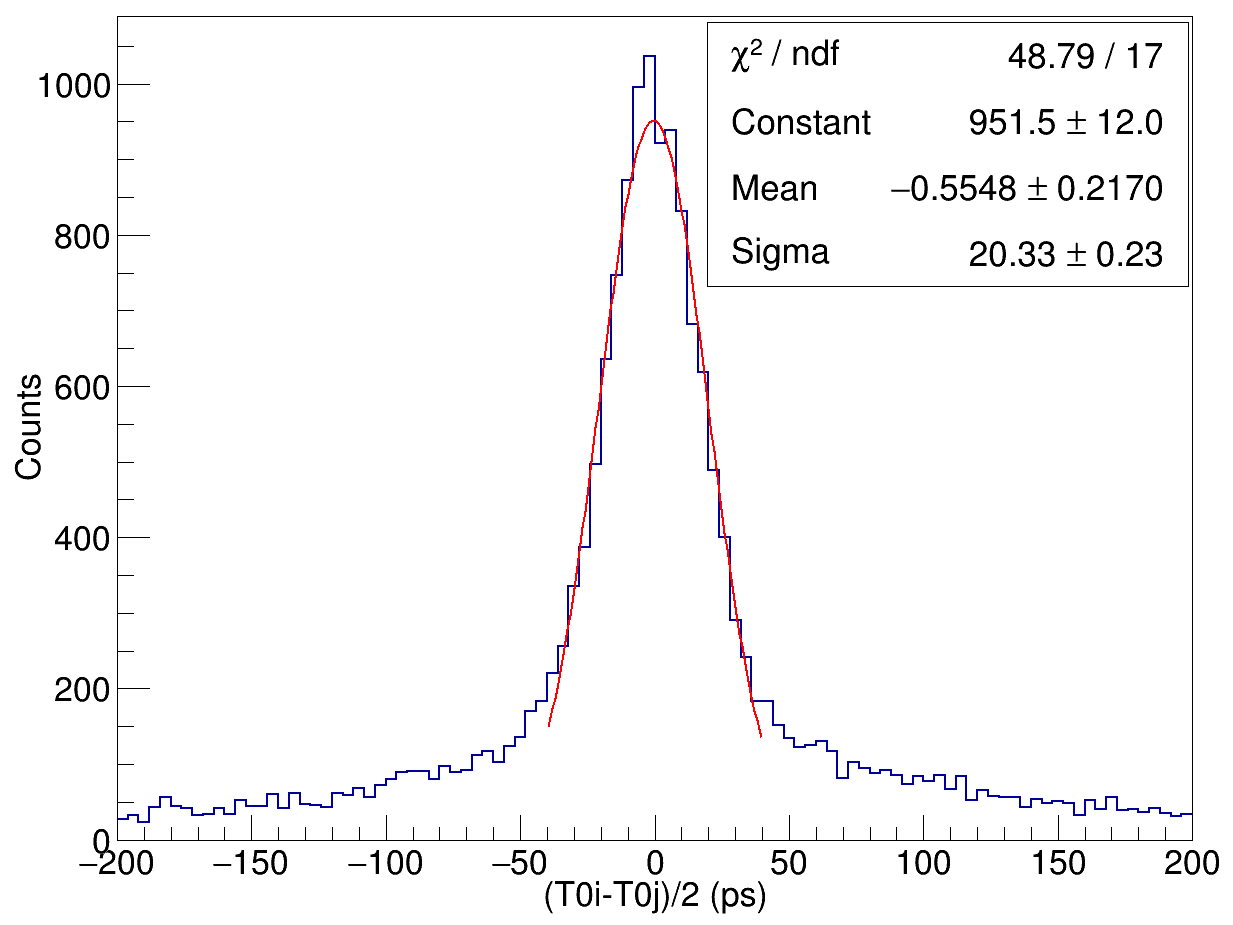 χ² / ndf 48.79 / 17
Constant 951.5 ± 12.0
Mean −0.5548 ± 0.2170
Sigma 20.33 ± 0.23
1000
800
600
400
200
0
Counts
−200 −150 −100 −50 0 50 100 150 200
(T0i-T0j)/2 (ps)